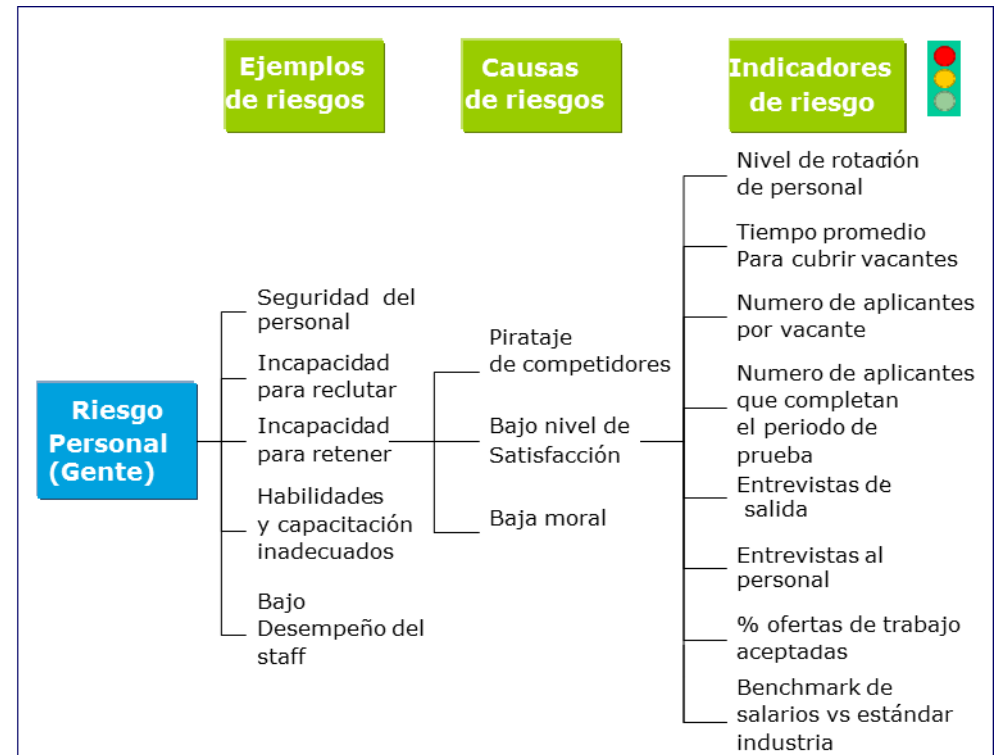 Ejemplos
de riesgos
Causas
de riesgos
Indicadores
de riesgo
Riesgo
Personal
(Gente)
Seguridad del
personal
Incapacidad
para reclutar
Incapacidad
para retener
Habilidades
y capacitación
inadecuados
Bajo
Desempeño del
staff
Pirataje
de competidores
Bajo nivel de
Satisfacción
Baja moral
Nivel de rotación
de personal
Tiempo promedio
Para cubrir vacantes
Numero de aplicantes
por vacante
Numero de aplicantes
que completan
el periodo de
prueba
Entrevistas de
salida
Entrevistas al
personal
% ofertas de trabajo
aceptadas
Benchmark de
salarios vs estándar
industria